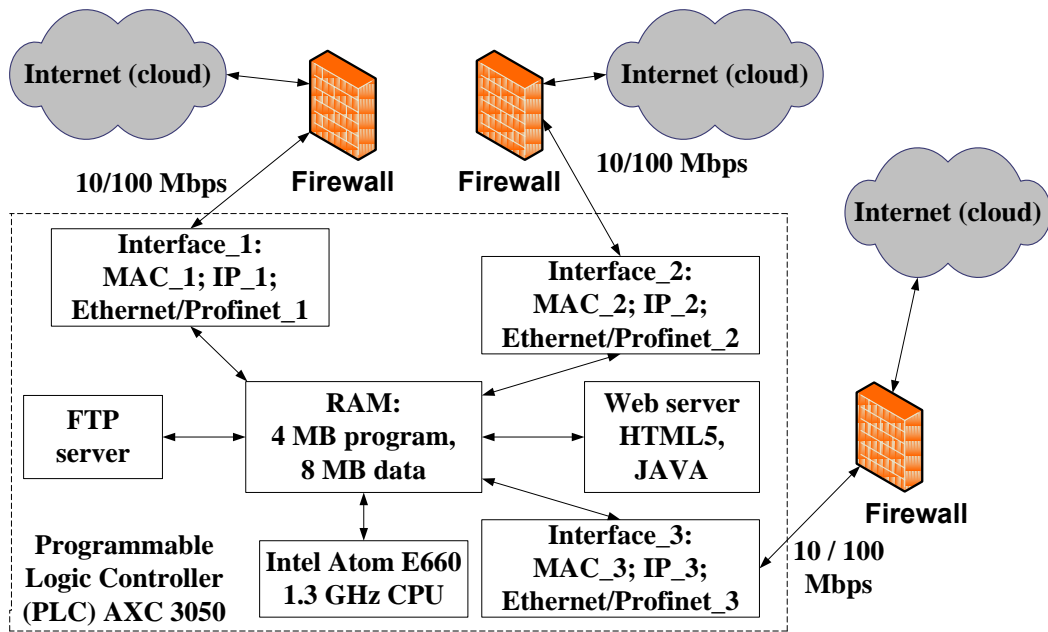 Internet (cloud)
Internet (cloud)
10/100 Mbps
Firewall
Firewall
10/100 Mbps
Internet (cloud)
Interface_1:
MAC_1; IP_1;
Ethernet/Profinet_1
Interface_2:
MAC_2; IP_2;
Ethernet/Profinet_2
FTP
server
RAM:
4 MB program,
8 MB data
Web server
HTML5,
JAVA
Firewall
Programmable
Logic Controller
(PLC) AXC 3050
Intel Atom E660
1.3 GHz CPU
Interface_3:
MAC_3; IP_3;
Ethernet/Profinet_3
10 / 100
Mbps